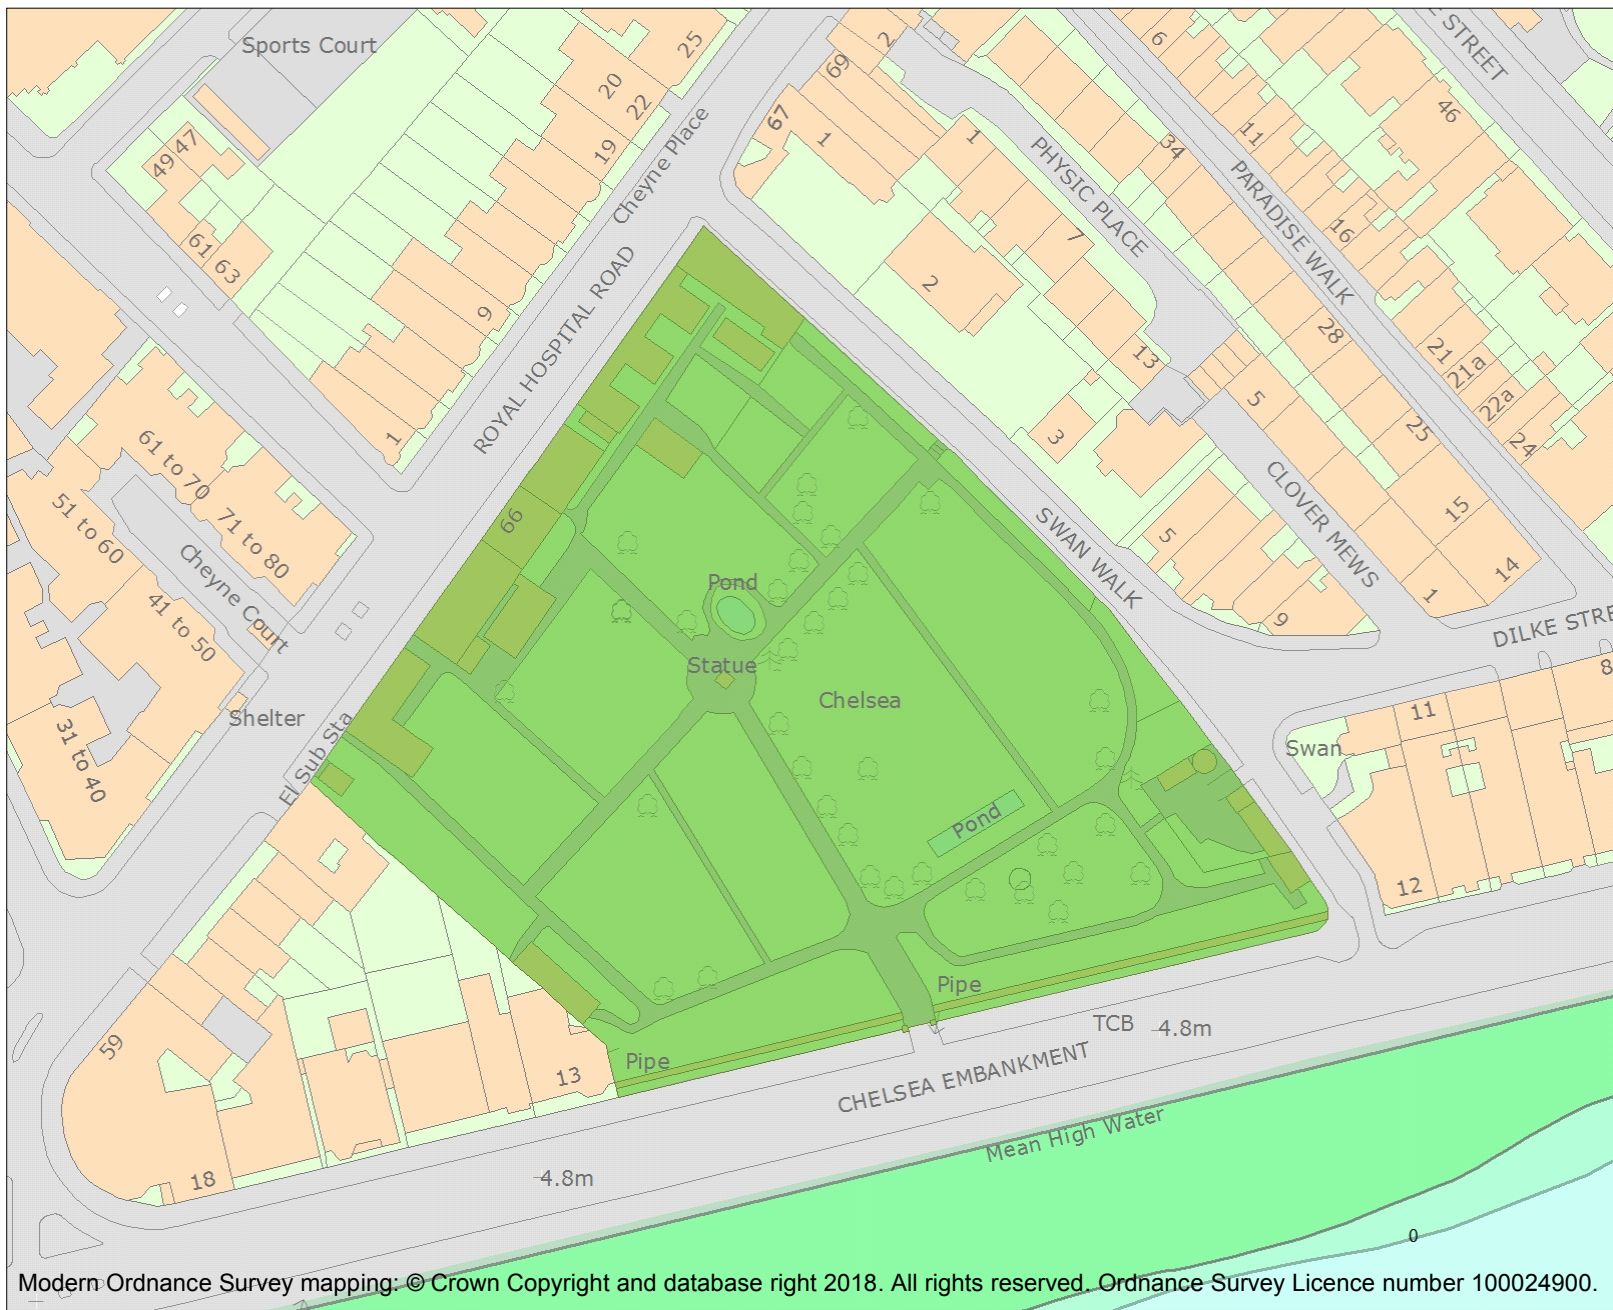 Sports Court
25
20
22
19
Cheyne Place
49 47
61
63
9
1
ROYAL HOSPITAL ROAD
67
69
2
1
1
PHYSIC PLACE
7
2
13
3
34
6
11
PARADISE WALK
16
28
21
21a
22a
24
25
15
14
46
E STREET
5
CLOVER MEWS
1
5
9
SWAN WALK
DILKE STRE
8
11
12
Swan
61 to 70
71 to 80
51 to 60
Cheyne Court
41 to 50
31 to 40
Shelter
El Sub Sta
66
Pond
Statue
Chelsea
Pond
Pipe
Pipe
TCB
4.8m
CHELSEA EMBANKMENT
Mean High Water
59
13
18
4.8m
0
Modern Ordnance Survey mapping: © Crown Copyright and database right 2018. All rights reserved. Ordnance Survey Licence number 100024900.